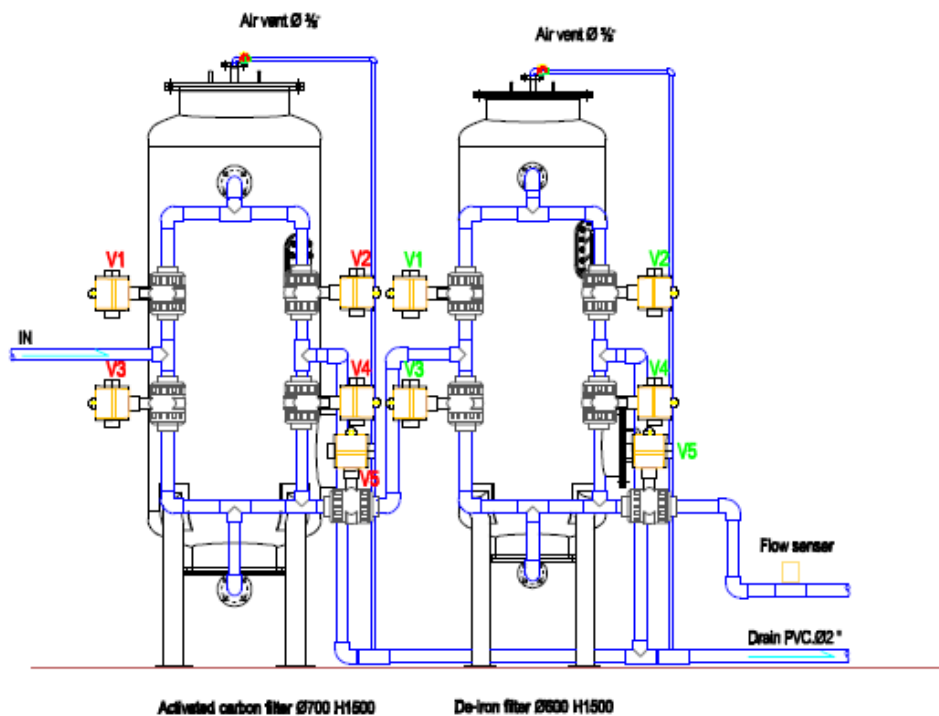 Air vent Ø ¾"
Air vent Ø ¾"
V1
V2
V1
V2
IN
V3
V4
V3
V4
V5
V5
Flow senser
Drain PVC.Ø2 "
Activated carbon filter Ø700 H1500
De-iron filter Ø600 H1500